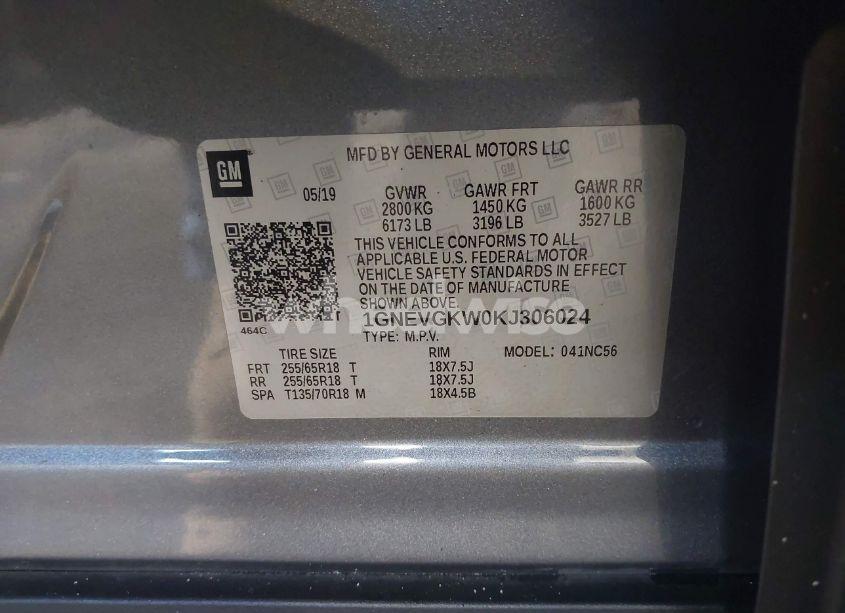 GM
MFD BY GENERAL MOTORS LLC
05/19 GVWR GAWR FRT GAWR RR
2800 KG 1450 KG 1600 KG
6173 LB 3196 LB 3527 LB
THIS VEHICLE CONFORMS TO ALL
APPLICABLE U.S. FEDERAL MOTOR
VEHICLE SAFETY STANDARDS IN EFFECT
ON THE DATE OF MANUFACTURE
SHOWN ABOVE.
464C
1GNEVGKW0KJ306024
TYPE: M.P.V.
TIRE SIZE RIM MODEL: 041NC56
FRT 255/65R18 T 18X7.5J
RR 255/65R18 T 18X7.5J
SPA T135/70R18 M 18X4.5B